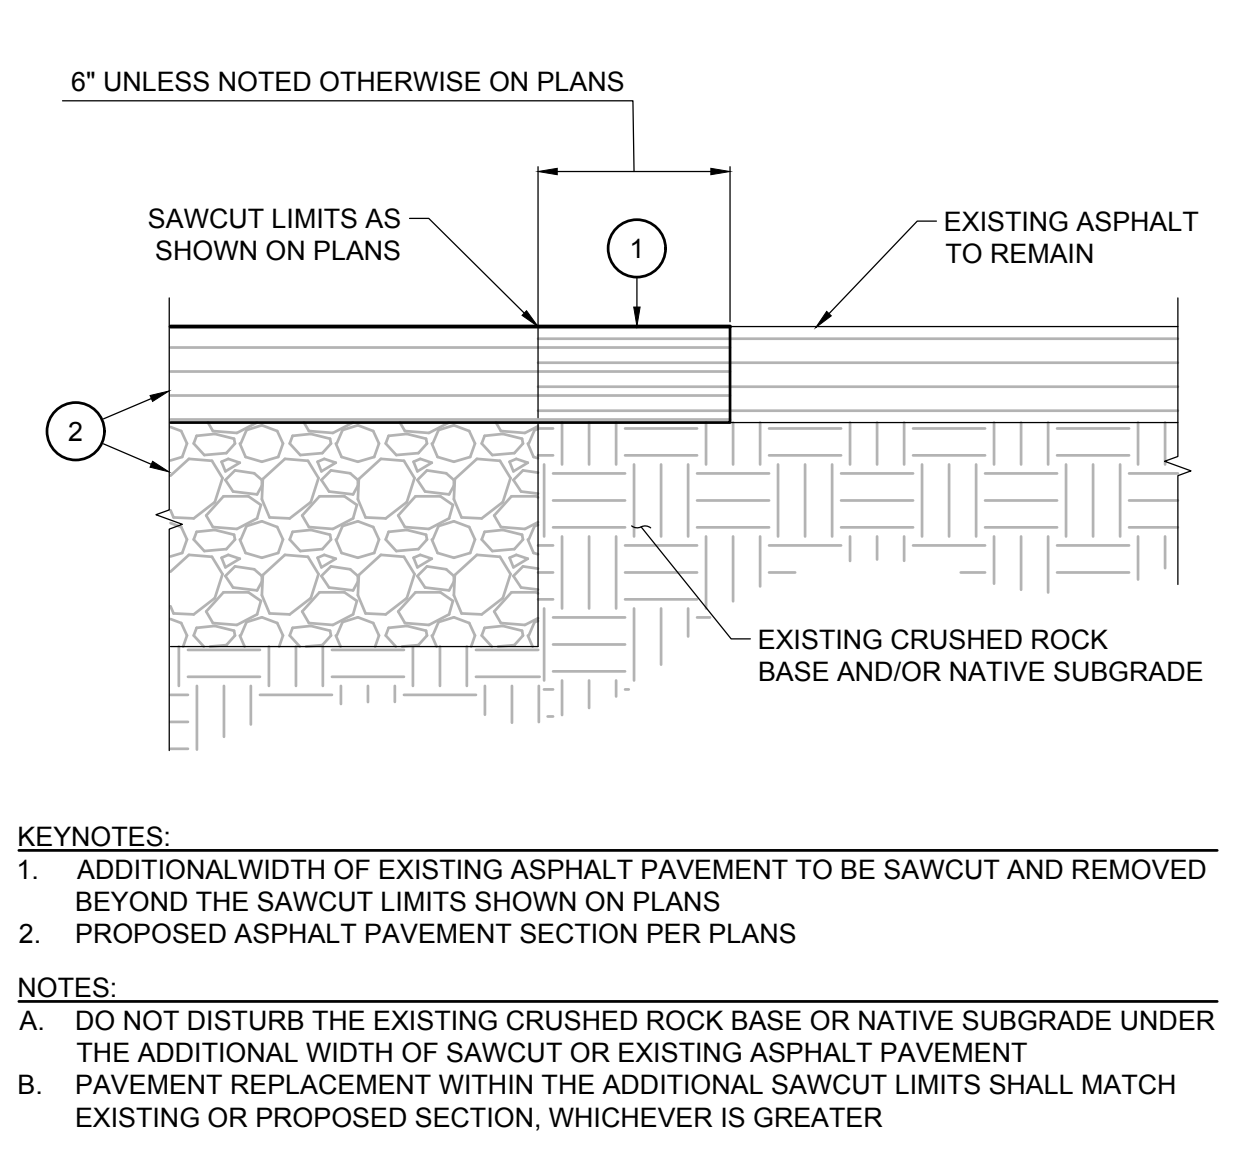 6" UNLESS NOTED OTHERWISE ON PLANS
SAWCUT LIMITS AS
SHOWN ON PLANS
1
EXISTING ASPHALT
TO REMAIN
2
EXISTING CRUSHED ROCK
BASE AND/OR NATIVE SUBGRADE
KEYNOTES:
1. ADDITIONALWIDTH OF EXISTING ASPHALT PAVEMENT TO BE SAWCUT AND REMOVED
BEYOND THE SAWCUT LIMITS SHOWN ON PLANS
2. PROPOSED ASPHALT PAVEMENT SECTION PER PLANS
NOTES:
A. DO NOT DISTURB THE EXISTING CRUSHED ROCK BASE OR NATIVE SUBGRADE UNDER
THE ADDITIONAL WIDTH OF SAWCUT OR EXISTING ASPHALT PAVEMENT
B. PAVEMENT REPLACEMENT WITHIN THE ADDITIONAL SAWCUT LIMITS SHALL MATCH
EXISTING OR PROPOSED SECTION, WHICHEVER IS GREATER